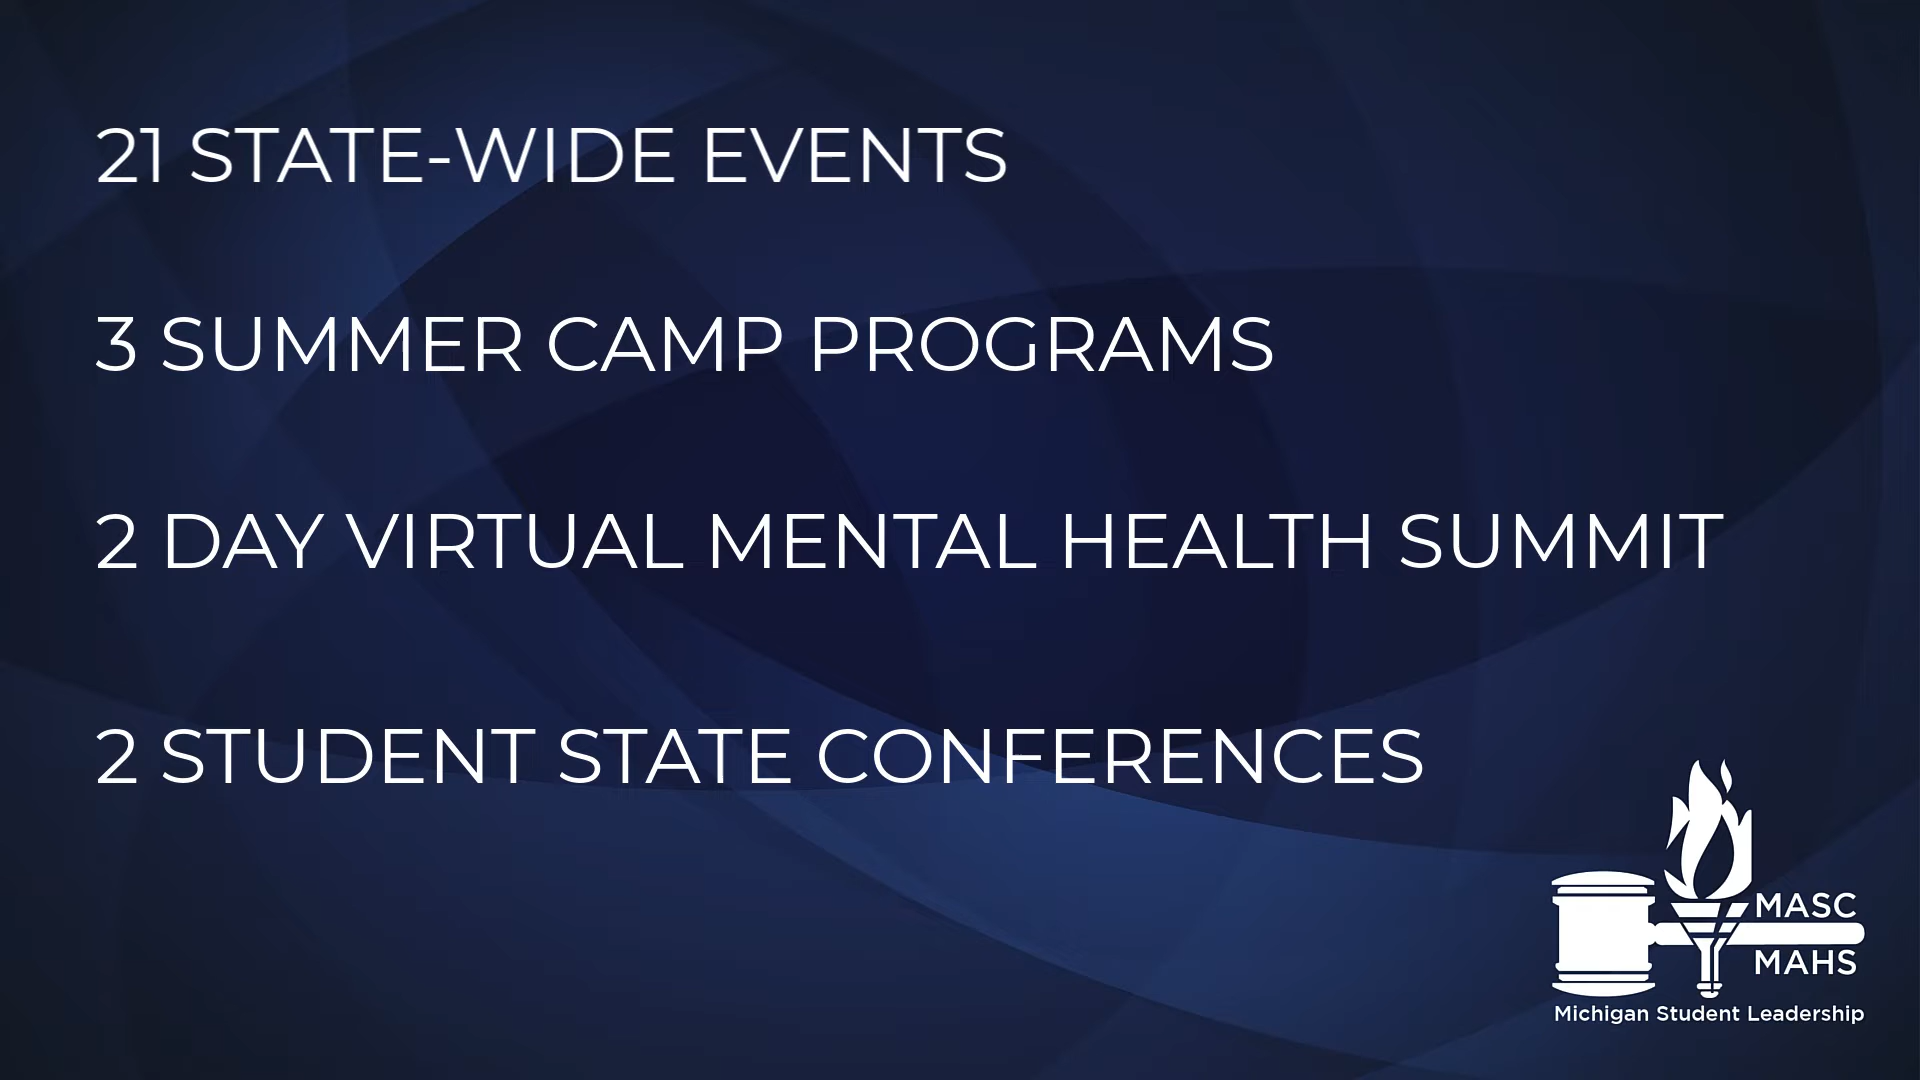 21 STATE-WIDE EVENTS
3 SUMMER CAMP PROGRAMS
2 DAY VIRTUAL MENTAL HEALTH SUMMIT
2 STUDENT STATE CONFERENCES
MASC
MAHS
Michigan Student Leadership